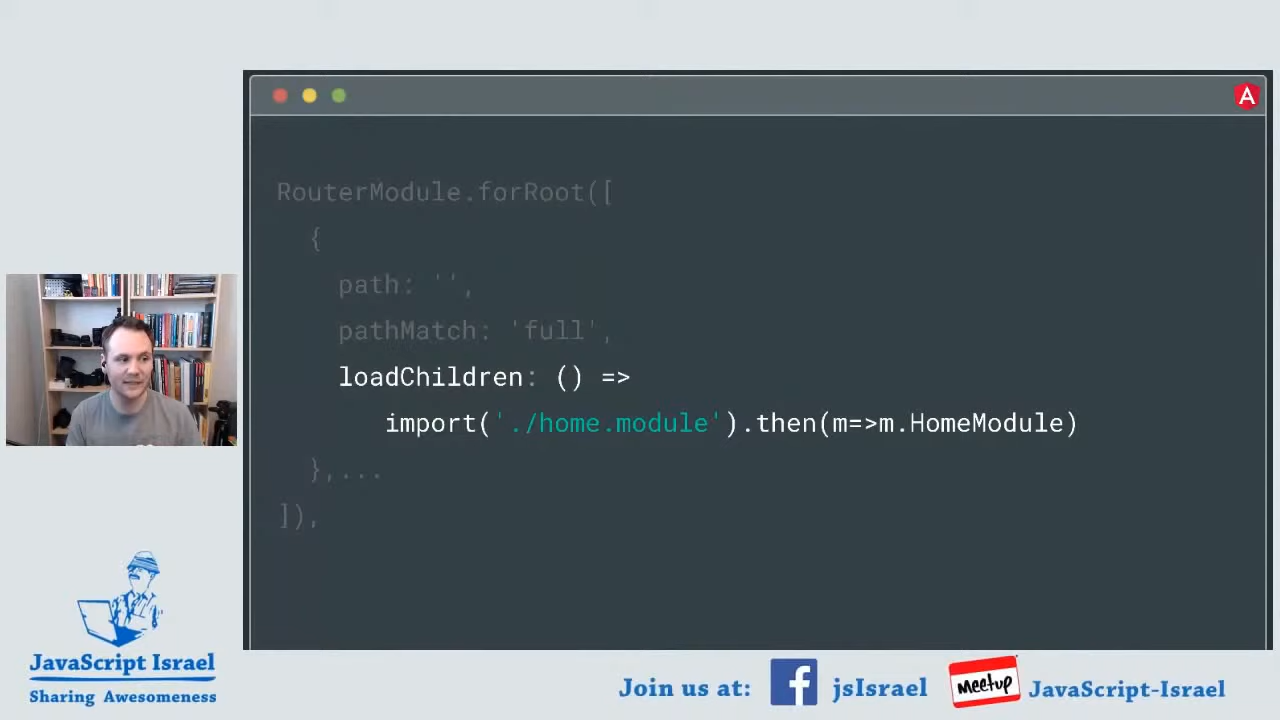 A
RouterModule.forRoot([
{
path: '',
pathMatch: 'full',
loadChildren: () =>
import('./home.module').then(m=>m.HomeModule)
},...
]),
JavaScript Israel
Sharing Awesomeness
Join us at:
jsIsrael
Meetup
JavaScript-Israel